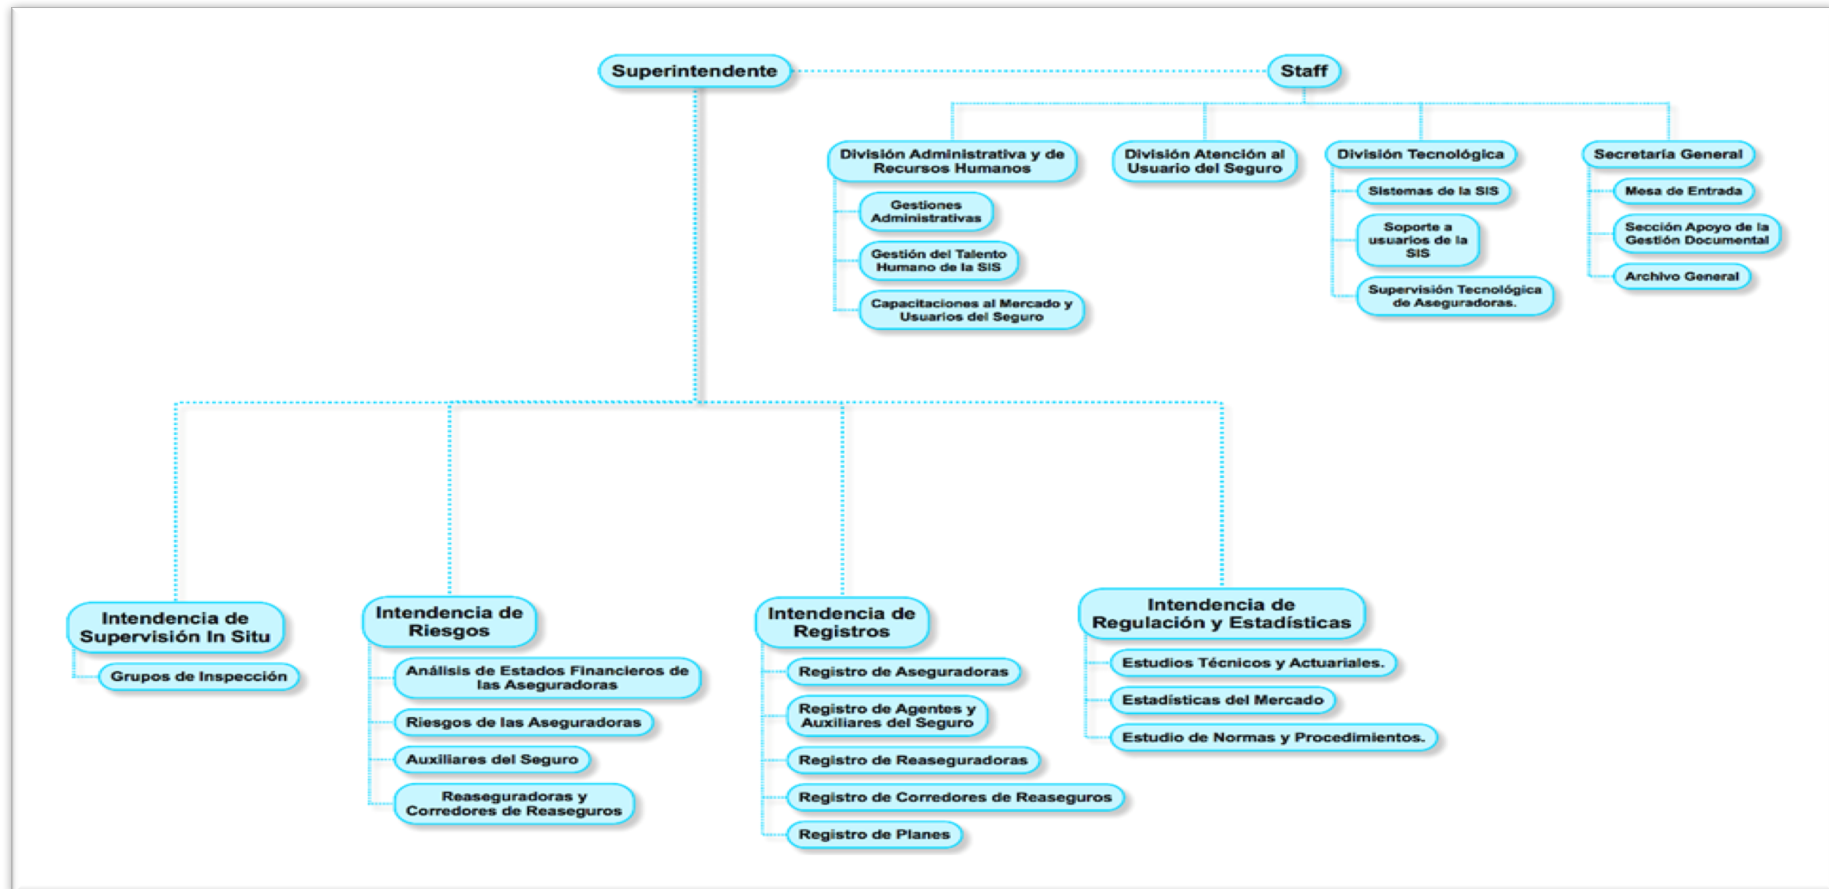 Superintendente
Staff
División Administrativa y de
Recursos Humanos
Gestiones
Administrativas
Gestión del Talento
Humano de la SIS
Capacitaciones al Mercado y
Usuarios del Seguro
División Atención al
Usuario del Seguro
División Tecnológica
Sistemas de la SIS
Soporte a
usuarios de la
SIS
Supervisión Tecnológica
de Aseguradoras.
Secretaría General
Mesa de Entrada
Sección Apoyo de la
Gestión Documental
Archivo General
Intendencia de
Supervisión In Situ
Grupos de Inspección
Intendencia de
Riesgos
Análisis de Estados Financieros de
las Aseguradoras
Riesgos de las Aseguradoras
Auxiliares del Seguro
Reaseguradoras y
Corredores de Reaseguros
Intendencia de
Registros
Registro de Aseguradoras
Registro de Agentes y
Auxiliares del Seguro
Registro de Reaseguradoras
Registro de Corredores de Reaseguros
Registro de Planes
Intendencia de
Regulación y Estadísticas
Estudios Técnicos y Actuariales.
Estadísticas del Mercado
Estudio de Normas y Procedimientos.